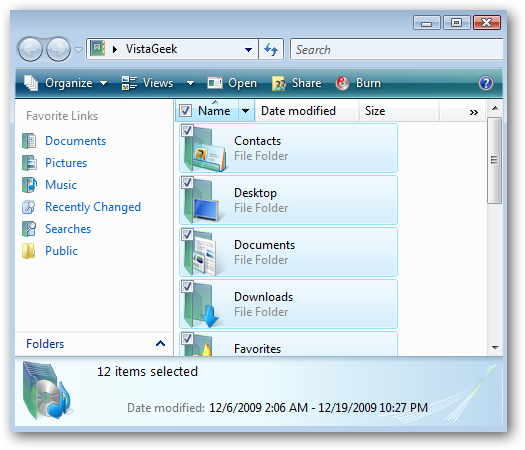 VistaGeek
Search
Organize Views Open Share Burn
Favorite Links
Documents
Pictures
Music
Recently Changed
Searches
Public
Folders
Name Date modified Size »
Contacts
File Folder
Desktop
File Folder
Documents
File Folder
Downloads
File Folder
Favorites
12 items selected
Date modified: 12/6/2009 2:06 AM - 12/19/2009 10:27 PM